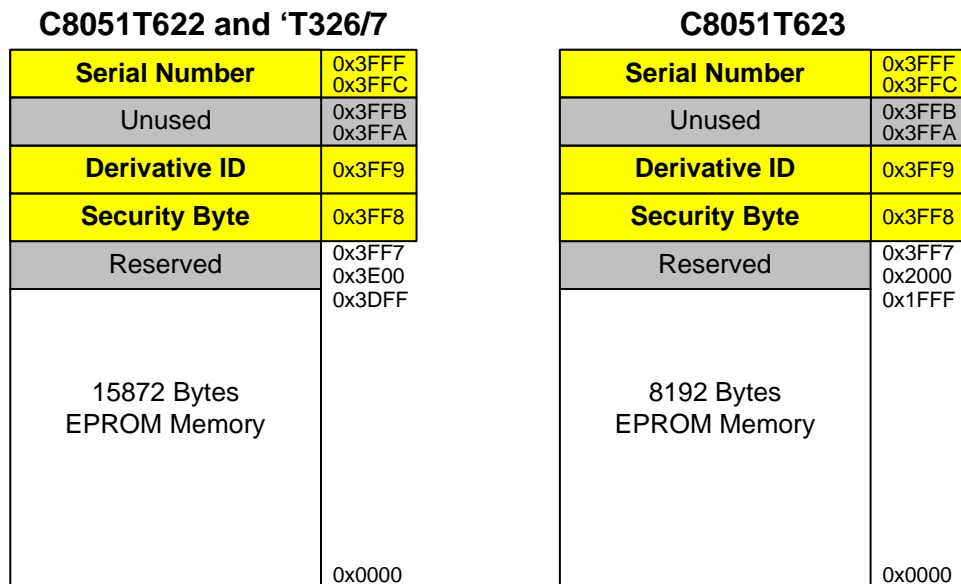 C8051T622 and ‘T326/7
Serial Number
0x3FFF
0x3FFC
Unused
0x3FFB
0x3FFA
Derivative ID
0x3FF9
Security Byte
0x3FF8
Reserved
0x3FF7
0x3E00
0x3DFF
15872 Bytes
EPROM Memory
0x0000
C8051T623
Serial Number
0x3FFF
0x3FFC
Unused
0x3FFB
0x3FFA
Derivative ID
0x3FF9
Security Byte
0x3FF8
Reserved
0x3FF7
0x2000
0x1FFF
8192 Bytes
EPROM Memory
0x0000